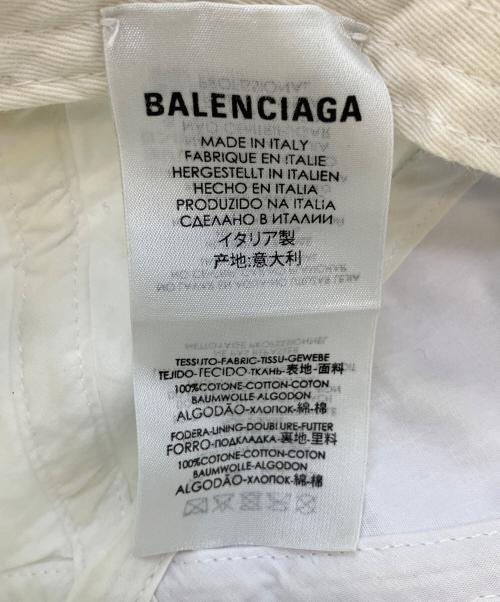 BALENCIAGA
MADE IN ITALY
FABRIQUE EN ITALIE
HERGESTELLT IN ITALIEN
HECHO EN ITALIA
PRODUZIDO NA ITALIA
СДЕЛАНО В ИТАЛИИ
イタリア製
产地:意大利
TESSUTO-FABRIC-TISSU-GEWEBE
TEJIDO-TECIDO-ТКАНЬ-表地-面料
100%COTONE-COTTON-COTON
BAUMWOLLE-ALGODON
ALGODÃO-ХЛОПОК-綿-棉
FODERA-LINING-DOUBLURE-FUTTER
FORRO-ПОДКЛАДКА-裏地-里料
100%COTONE-COTTON-COTON
BAUMWOLLE-ALGODON
ALGODÃO-ХЛОПОК-綿-棉